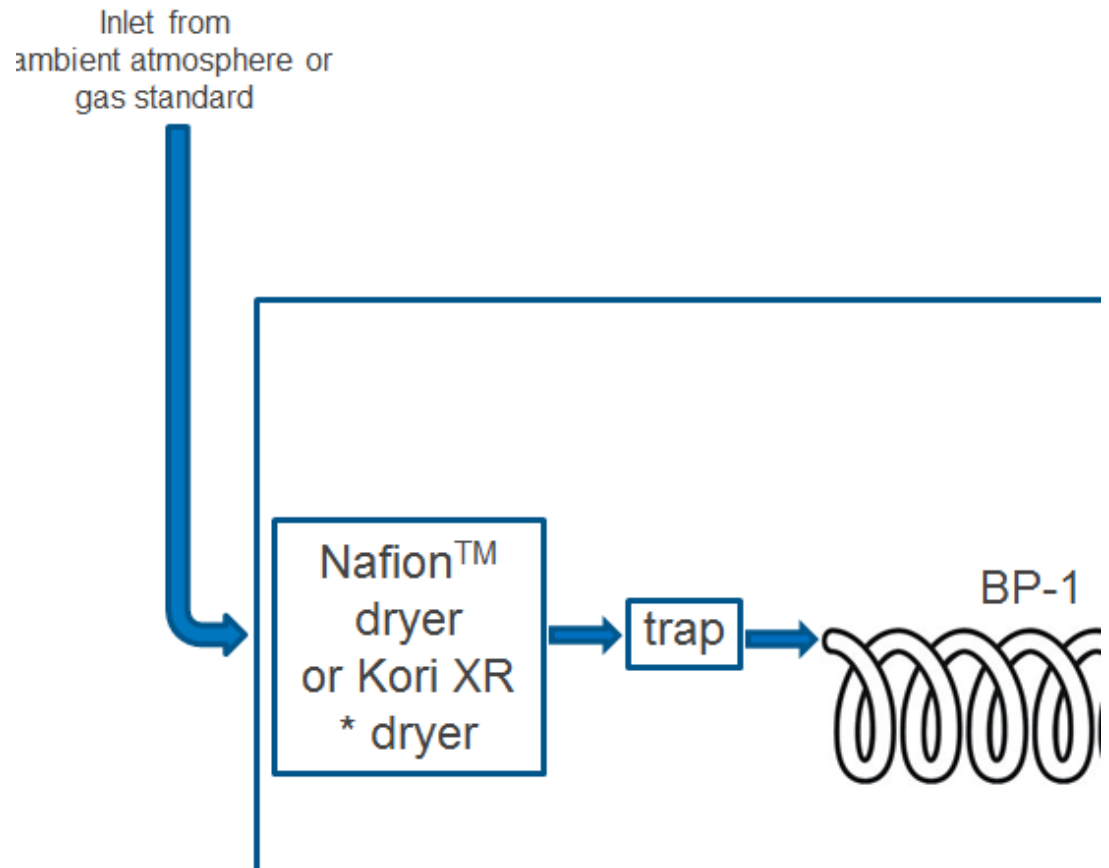 Inlet from
ambient atmosphere or
gas standard
Nafion™
dryer
or Kori XR
* dryer
trap
BP-1